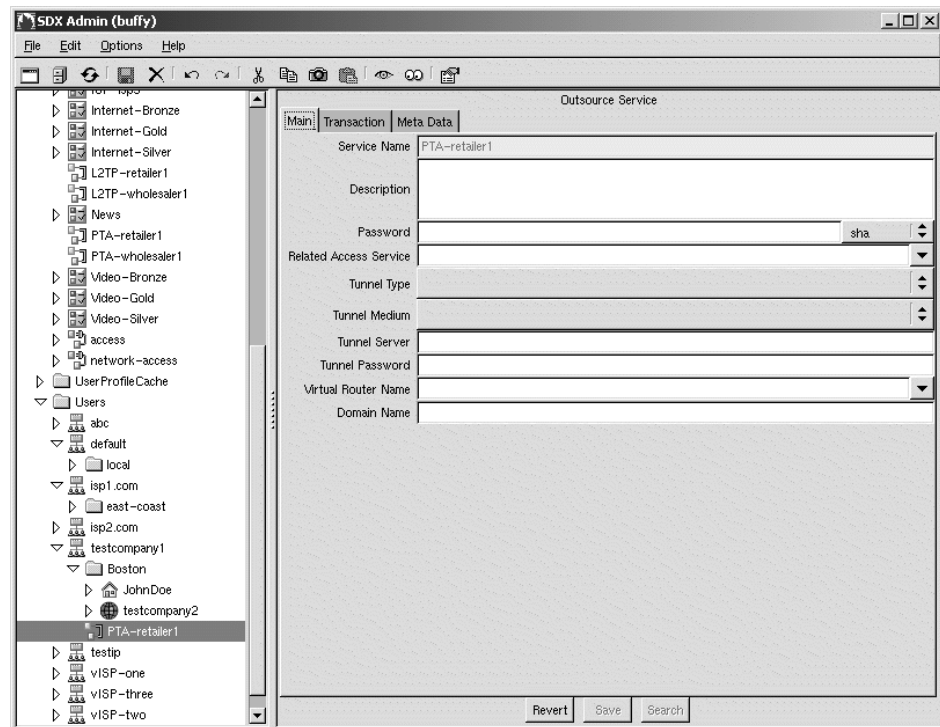 SDX Admin (buffy)
File Edit Options Help
Internet-Bronze
Internet-Gold
Internet-Silver
L2TP-retailer1
L2TP-wholesaler1
News
PTA-retailer1
PTA-wholesaler1
Video-Bronze
Video-Gold
Video-Silver
access
network-access
UserProfileCache
Users
abc
default
local
isp1.com
east-coast
isp2.com
testcompany1
Boston
JohnDoe
testcompany2
PTA-retailer1
testip
vISP-one
vISP-three
vISP-two
Outsource Service
Main Transaction Meta Data
Service Name PTA-retailer1
Description
Password sha
Related Access Service
Tunnel Type
Tunnel Medium
Tunnel Server
Tunnel Password
Virtual Router Name
Domain Name
Revert Save Search